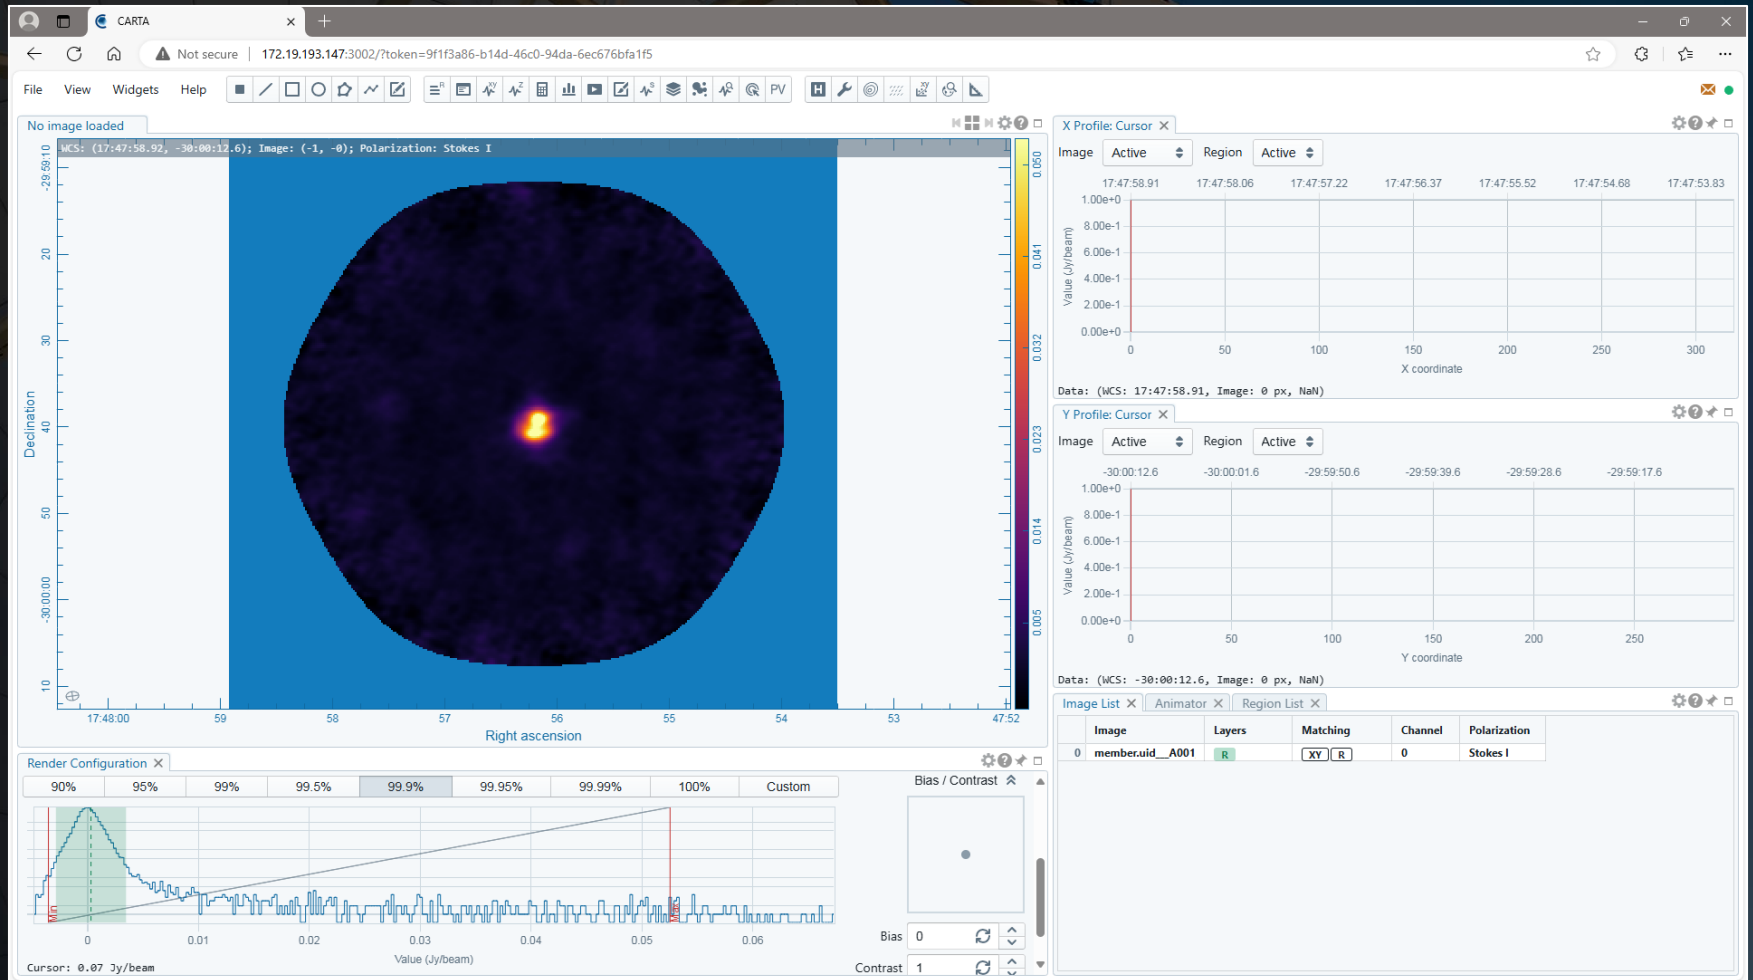 CARTA
Not secure
172.19.193.147:3002/?token=9f1f3a86-b14d-46c0-94da-6ec676bfa1f5
File View Widgets Help
PV
No image loaded
WCS: (17:47:58.92, -30:00:12.6); Image: (-1, -0); Polarization: Stokes I
-29:59:10
20
30
40
50
-30:00:00
10
Declination
17:48:00 59 58 57 56 55 54 53 47:52
Right ascension
0.050
0.041
0.032
0.023
0.014
0.005
Render Configuration
90% 95% 99% 99.5% 99.9% 99.95% 99.99% 100% Custom
Min
Max
0 0.01 0.02 0.03 0.04 0.05 0.06
Value (Jy/beam)
Cursor: 0.07 Jy/beam
Bias / Contrast
Bias 0
Contrast 1
X Profile: Cursor
Image Active Region Active
17:47:58.91 17:47:58.06 17:47:57.22 17:47:56.37 17:47:55.52 17:47:54.68 17:47:53.83
1.00e+0
8.00e-1
6.00e-1
4.00e-1
2.00e-1
0.00e+0
Value (Jy/beam)
0 50 100 150 200 250 300
X coordinate
Data: (WCS: 17:47:58.91, Image: 0 px, NaN)
Y Profile: Cursor
Image Active Region Active
-30:00:12.6 -30:00:01.6 -29:59:50.6 -29:59:39.6 -29:59:28.6 -29:59:17.6
1.00e+0
8.00e-1
6.00e-1
4.00e-1
2.00e-1
0.00e+0
Value (Jy/beam)
0 50 100 150 200 250
Y coordinate
Data: (WCS: -30:00:12.6, Image: 0 px, NaN)
Image List Animator Region List
Image Layers Matching Channel Polarization
0 member.uid___A001 R XY R 0 Stokes I